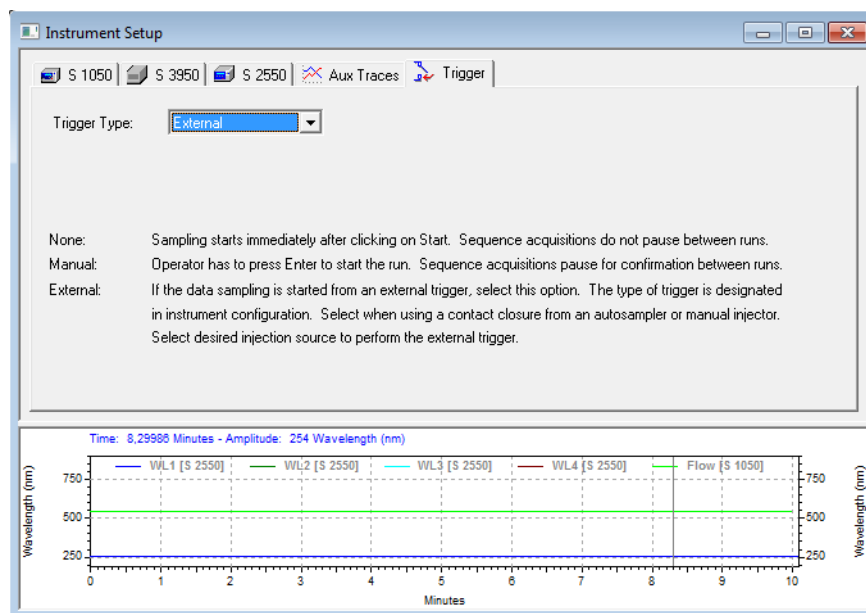 Instrument Setup
S 1050 S 3950 S 2550 Aux Traces Trigger
Trigger Type: External
None: Sampling starts immediately after clicking on Start. Sequence acquisitions do not pause between runs.
Manual: Operator has to press Enter to start the run. Sequence acquisitions pause for confirmation between runs.
External: If the data sampling is started from an external trigger, select this option. The type of trigger is designated
in instrument configuration. Select when using a contact closure from an autosampler or manual injector.
Select desired injection source to perform the external trigger.
Time: 8,29986 Minutes - Amplitude: 254 Wavelength (nm)
WL1 [S 2550] WL2 [S 2550] WL3 [S 2550] WL4 [S 2550] Flow [S 1050]
Wavelength (nm)
750 750
500 500
250 250
Wavelength (nm)
0 1 2 3 4 5 6 7 8 9 10
Minutes